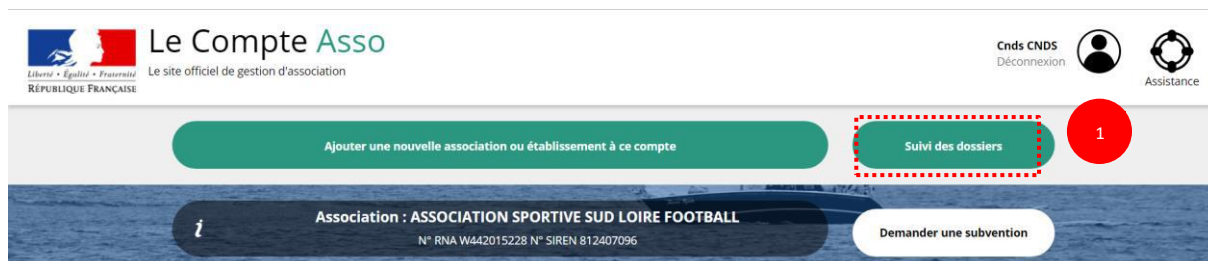 Le Compte Asso
Le site officiel de gestion d'association
Liberté • Égalité • Fraternité
RÉPUBLIQUE FRANÇAISE
Cnds CNDS
Déconnexion
Assistance
Ajouter une nouvelle association ou établissement à ce compte
Suivi des dossiers
1
i
Association : ASSOCIATION SPORTIVE SUD LOIRE FOOTBALL
N° RNA W442015228 N° SIREN 812407096
Demander une subvention